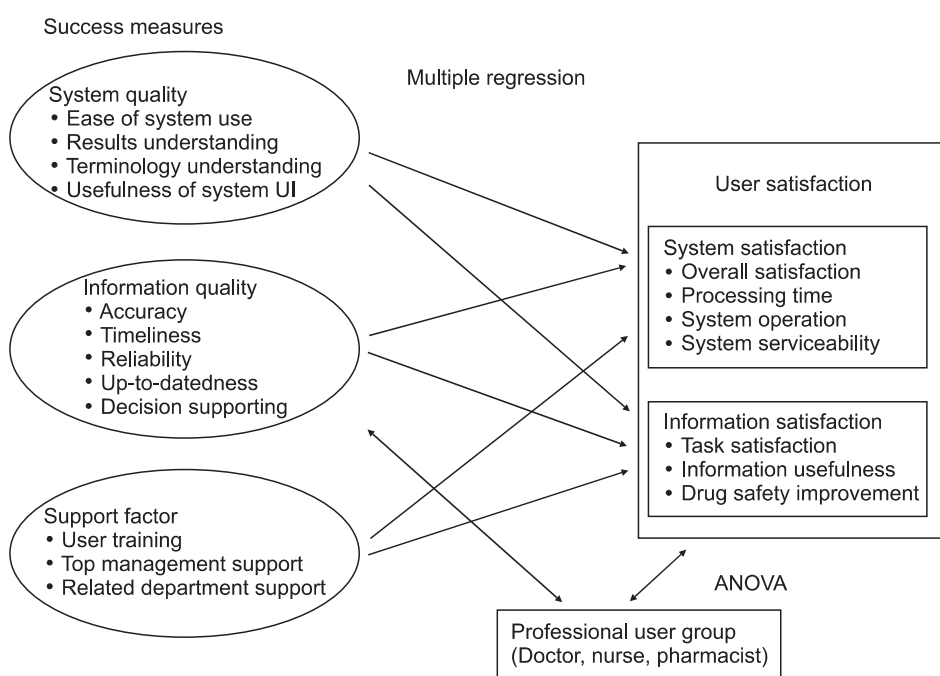 Success measures
Multiple regression
System quality
• Ease of system use
• Results understanding
• Terminology understanding
• Usefulness of system UI
Information quality
• Accuracy
• Timeliness
• Reliability
• Up-to-datedness
• Decision supporting
Support factor
• User training
• Top management support
• Related department support
User satisfaction
System satisfaction
• Overall satisfaction
• Processing time
• System operation
• System serviceability
Information satisfaction
• Task satisfaction
• Information usefulness
• Drug safety improvement
ANOVA
Professional user group
(Doctor, nurse, pharmacist)